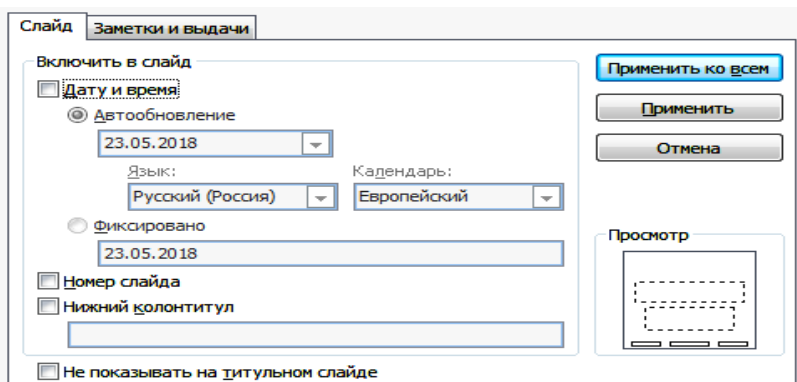 Слайд Заметки и выдачи
Включить в слайд
Дату и время
Автообновление
23.05.2018
Язык: Календарь:
Русский (Россия) Европейский
Фиксировано
23.05.2018
Номер слайда
Нижний колонтитул
Не показывать на титульном слайде
Применить ко всем
Применить
Отмена
Просмотр